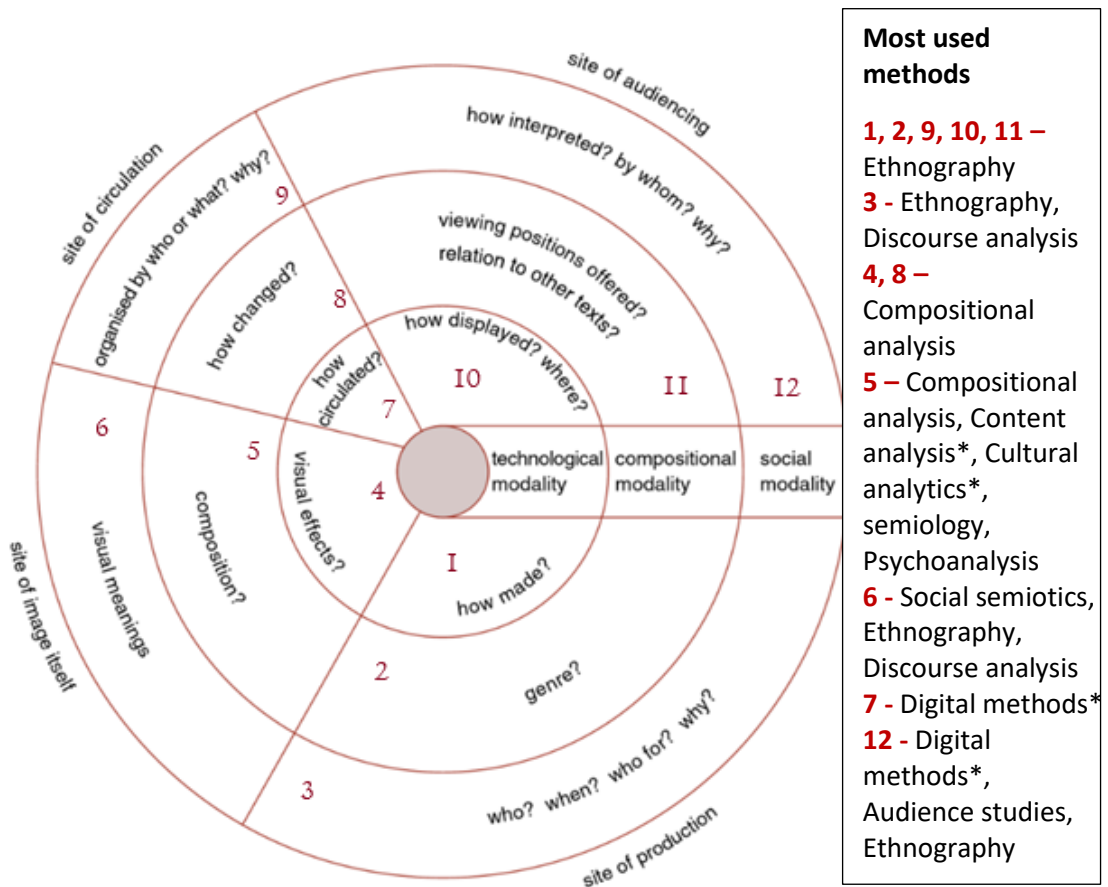 site of audiencing
how interpreted? by whom? why?
viewing positions offered?
relation to other texts?
how displayed? where?
10
11
12
site of circulation
organised by who or what? why?
9
how changed?
8
how
circulated?
7
technological
modality
compositional
modality
social
modality
site of image itself
6
visual meanings
5
composition?
4
visual effects?
1
how made?
2
genre?
3
who? when? who for? why?
site of production
Most used
methods
1, 2, 9, 10, 11 –
Ethnography
3 - Ethnography,
Discourse analysis
4, 8 –
Compositional
analysis
5 – Compositional
analysis, Content
analysis*, Cultural
analytics*,
semiology,
Psychoanalysis
6 - Social semiotics,
Ethnography,
Discourse analysis
7 - Digital methods*
12 - Digital
methods*,
Audience studies,
Ethnography